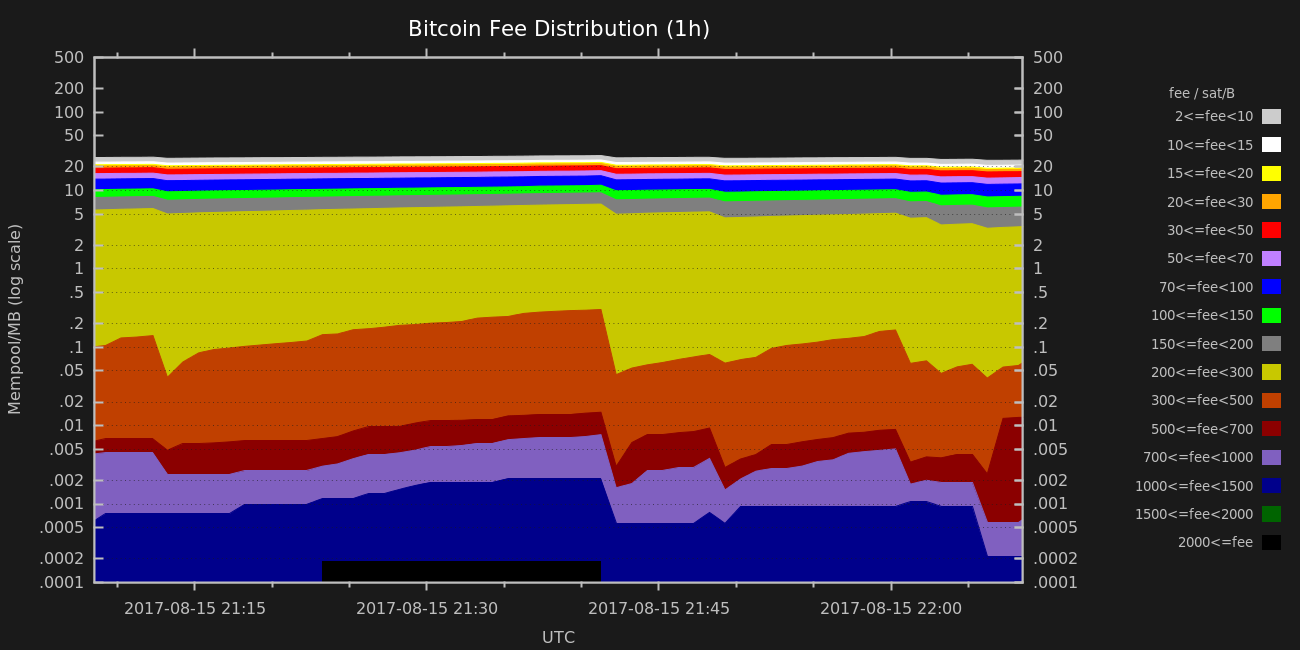 Bitcoin Fee Distribution (1h)
500
200
100
50
20
10
5
2
1
.5
.2
.1
.05
.02
.01
.005
.002
.001
.0005
.0002
.0001
Mempool/MB (log scale)
500
200
100
50
20
10
5
2
1
.5
.2
.1
.05
.02
.01
.005
.002
.001
.0005
.0002
.0001
2017-08-15 21:15
2017-08-15 21:30
2017-08-15 21:45
2017-08-15 22:00
UTC
fee / sat/B
2<=fee<10
10<=fee<15
15<=fee<20
20<=fee<30
30<=fee<50
50<=fee<70
70<=fee<100
100<=fee<150
150<=fee<200
200<=fee<300
300<=fee<500
500<=fee<700
700<=fee<1000
1000<=fee<1500
1500<=fee<2000
2000<=fee